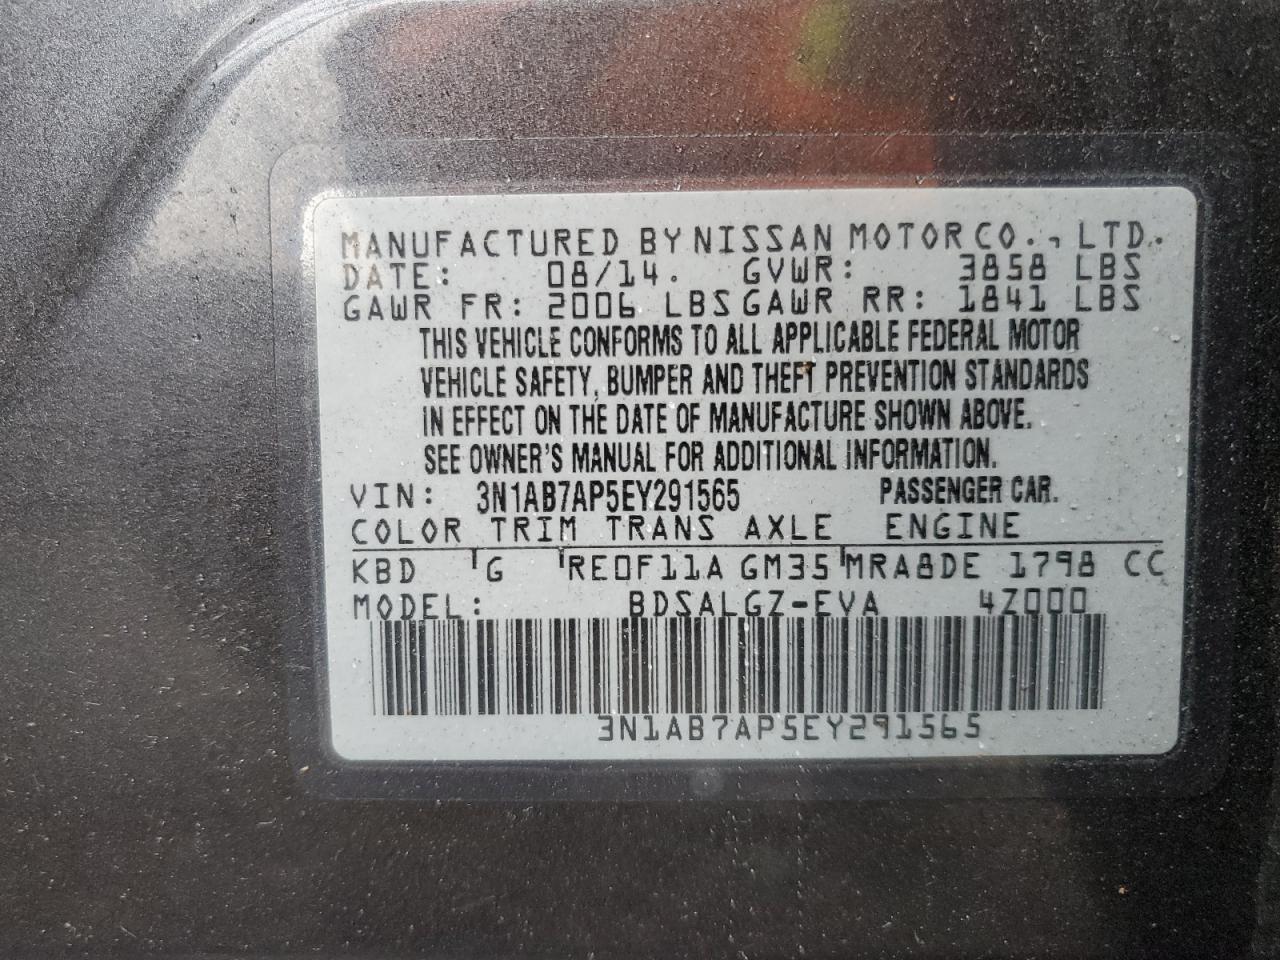 MANUFACTURED BY NISSAN MOTOR CO., LTD.
DATE: 08/14. GVWR: 3858 LBS
GAWR FR: 2006 LBS GAWR RR: 1841 LBS
THIS VEHICLE CONFORMS TO ALL APPLICABLE FEDERAL MOTOR
VEHICLE SAFETY, BUMPER AND THEFT PREVENTION STANDARDS
IN EFFECT ON THE DATE OF MANUFACTURE SHOWN ABOVE.
SEE OWNER'S MANUAL FOR ADDITIONAL INFORMATION.
VIN: 3N1AB7AP5EY291565 PASSENGER CAR.
COLOR TRIM TRANS AXLE ENGINE
KBD G RE0F11A GM35 MRA8DE 1798 CC
MODEL: BDSALGZ-EVA 4Z000
3N1AB7AP5EY291565